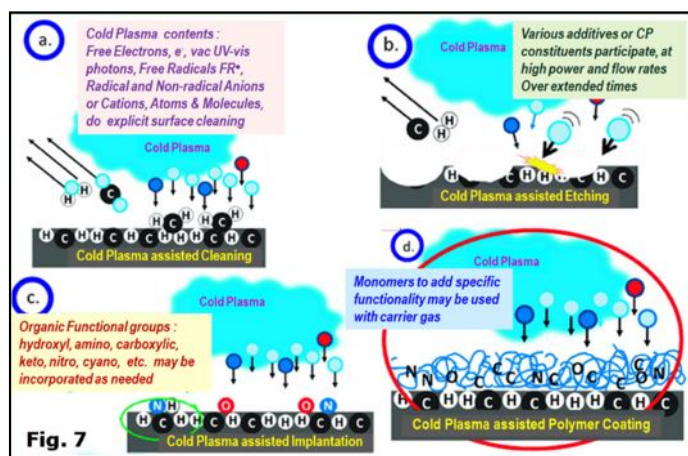 a.
Cold Plasma contents :
Free Electrons, e-, vac UV-vis
photons, Free Radicals FR•,
Radical and Non-radical Anions
or Cations, Atoms & Molecules,
do explicit surface cleaning
Cold Plasma
H H
C
H C H H C H
H C H H C H H C H H H C H C
Cold Plasma assisted Cleaning
b.
Cold Plasma
Various additives or CP
constituents participate, at
high power and flow rates
Over extended times
C H H H
H C H H H C H C
Cold Plasma assisted Etching
c.
Cold Plasma
Organic Functional groups :
hydroxyl, amino, carboxylic,
keto, nitro, cyano, etc. may be
incorporated as needed
N H O O N
H C H H C H C H H H C H C
Cold Plasma assisted Implantation
d.
Cold Plasma
Monomers to add specific
functionality may be used
with carrier gas
N N O C C C N C O C C C O N
H C H H C H H C H H H C H C
Cold Plasma assisted Polymer Coating
Fig. 7